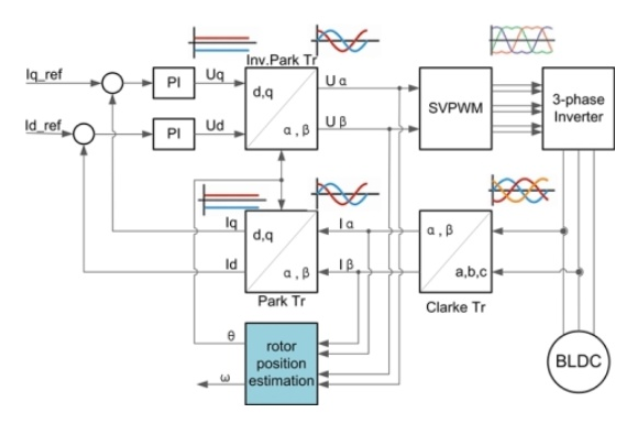 Inv.Park Tr
Iq_ref
PI
Uq
d,q
α,β
U α
SVPWM
3-phase
Inverter
Id_ref
PI
Ud
U β
Iq
d,q
I α
α,β
Id
α,β
I β
a,b,c
Park Tr
Clarke Tr
θ
rotor
position
estimation
ω
BLDC